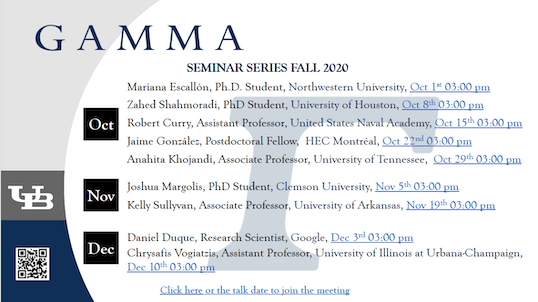 GAMMA
SEMINAR SERIES FALL 2020
Oct
Mariana Escallón, Ph.D. Student, Northwestern University, Oct 1st 03:00 pm
Zahed Shahmoradi, PhD Student, University of Houston, Oct 8th 03:00 pm
Robert Curry, Assistant Professor, United States Naval Academy, Oct 15th 03:00 pm
Jaime González, Postdoctoral Fellow, HEC Montréal, Oct 22nd 03:00 pm
Anahita Khojandi, Associate Professor, University of Tennessee, Oct 29th 03:00 pm
Nov
Joshua Margolis, PhD Student, Clemson University, Nov 5th 03:00 pm
Kelly Sullyvan, Associate Professor, University of Arkansas, Nov 19th 03:00 pm
Dec
Daniel Duque, Research Scientist, Google, Dec 3rd 03:00 pm
Chrysafis Vogiatzis, Assistant Professor, University of Illinois at Urbana-Champaign,
Dec 10th 03:00 pm
Click here or the talk date to join the meeting
UB